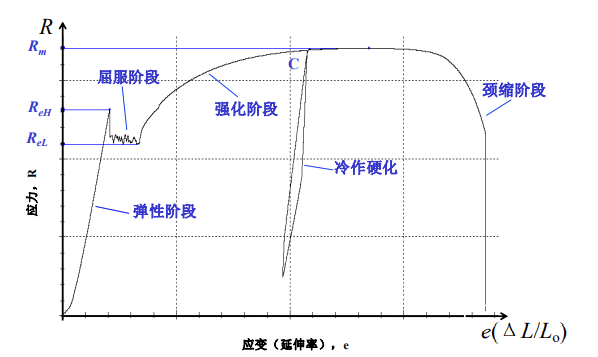 R
Rm
C
屈服阶段
颈缩阶段
ReH
强化阶段
ReL
冷作硬化
应力，R
弹性阶段
e(ΔL/Lo)
应变（延伸率），e